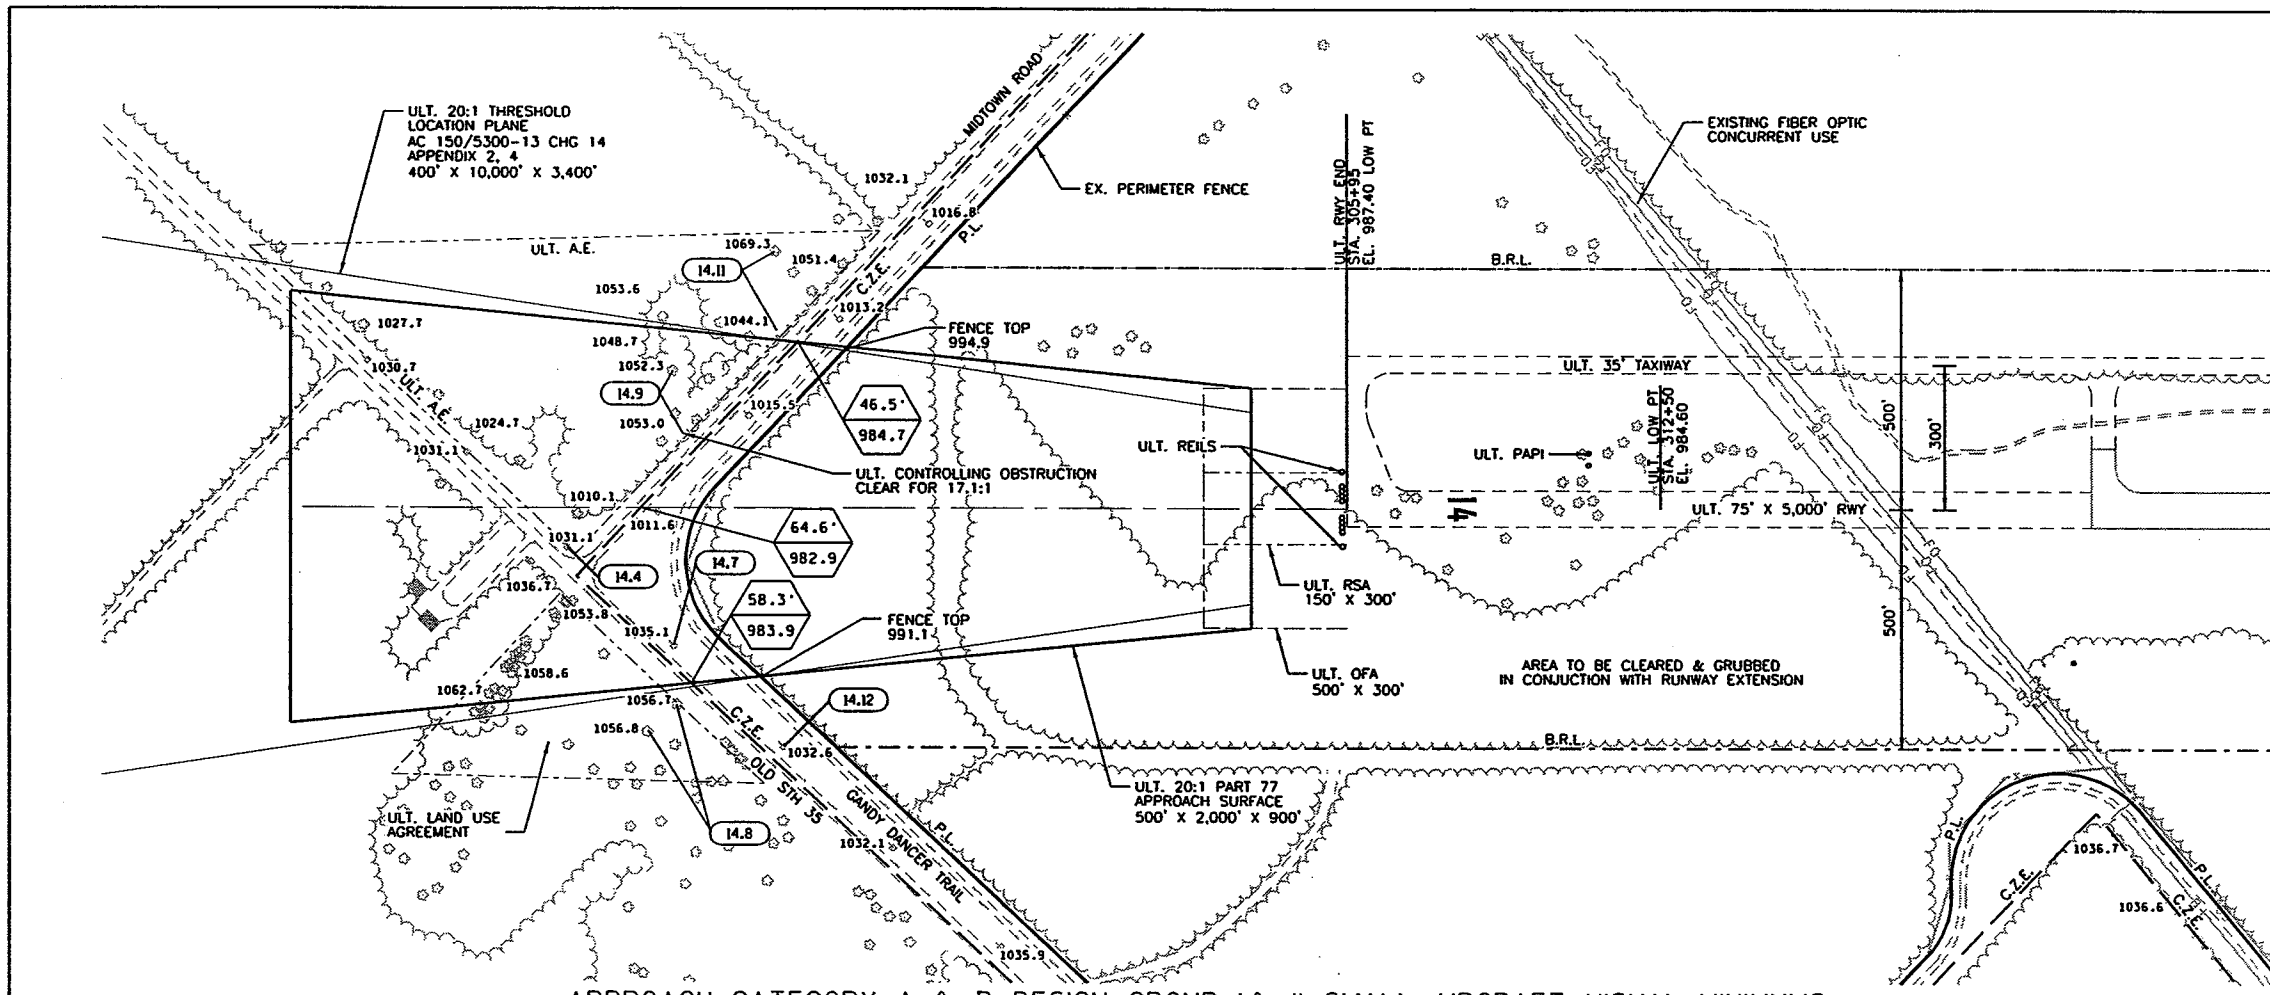 ULT. 20:1 THRESHOLD
LOCATION PLANE
AC 150/5300-13 CHG 14
APPENDIX 2, 4
400' X 10,000' X 3,400'
MIDTOWN ROAD
EXISTING FIBER OPTIC
CONCURRENT USE
EX. PERIMETER FENCE
1032.1
1016.8
P.L.
ULT. RWY END
STA. 305+95
EL. 987.40 LOW PT
ULT. A.E.
1069.3
1051.4
14.11
C.Z.E.
B.R.L.
1053.6
1013.2
1027.7
1044.1
1048.7
FENCE TOP
994.9
1030.7
ULT. A.E.
1052.3
14.9
1015.5
46.5'
984.7
ULT. 35' TAXIWAY
500'
300'
1024.7
1053.0
1031.1
ULT. REILS
ULT. PAPI
ULT. LOW PT
STA. 312+50
EL. 984.60
ULT. CONTROLLING OBSTRUCTION
CLEAR FOR 17.1:1
1010.1
1011.6
14
ULT. 75' X 5,000' RWY
1031.1
64.6'
982.9
14.4
14.7
1036.7
1053.8
58.3'
983.9
ULT. RSA
150' X 300'
1035.1
FENCE TOP
991.1
500'
1058.6
1062.7
ULT. OFA
500' X 300'
AREA TO BE CLEARED & GRUBBED
IN CONJUCTION WITH RUNWAY EXTENSION
1056.7
14.12
1056.8
C.Z.E.
1032.6
B.R.L.
OLD STH 35
GANDY DANCER TRAIL
P.L.
ULT. 20:1 PART 77
APPROACH SURFACE
500' X 2,000' X 900'
ULT. LAND USE
AGREEMENT
14.8
1032.1
P.L.
1036.7
P.L.
C.Z.E.
C.Z.E.
1036.6
1035.9